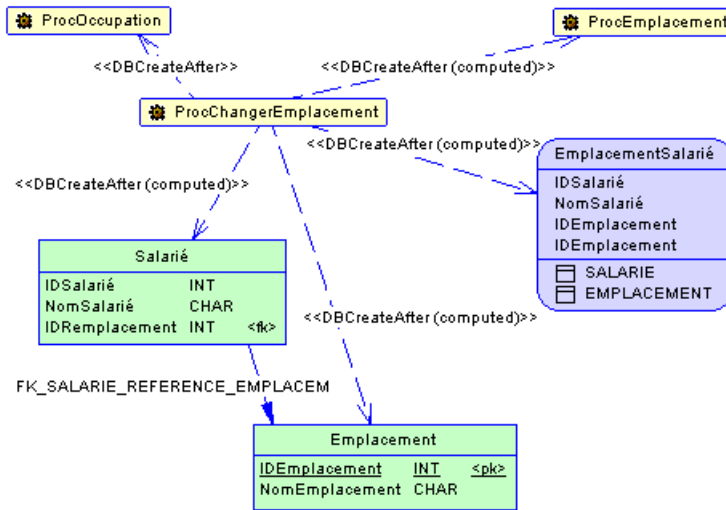 ProcOccupation
ProcEmplacement
<<DBCreateAfter>>
<<DBCreateAfter (computed)>>
ProcChangerEmplacement
<<DBCreateAfter (computed)>>
EmplacementSalarié
IDSalarié
NomSalarié
IDEmplacement
IDEmplacement
SALARIE
EMPLACEMENT
<<DBCreateAfter (computed)>>
Salarié
IDSalarié INT
NomSalarié CHAR
IDRemplacement INT <fk>
<<DBCreateAfter (computed)>>
FK_SALARIE_REFERENCE_EMPLACEM
Emplacement
IDEmplacement INT <pk>
NomEmplacement CHAR